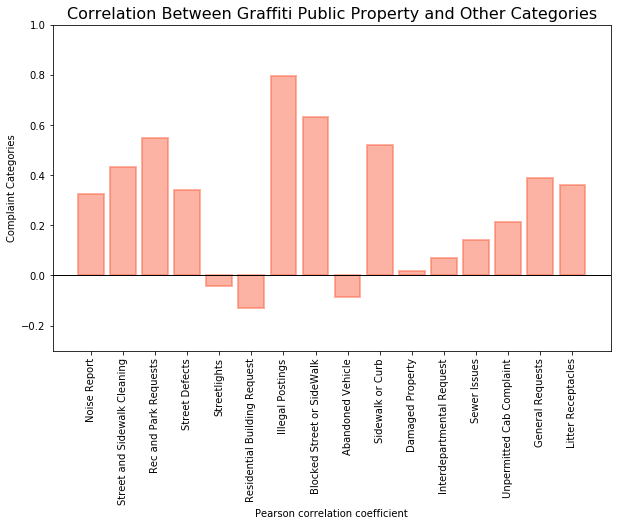 Correlation Between Graffiti Public Property and Other Categories
1.0
0.8
0.6
0.4
0.2
0.0
−0.2
Complaint Categories
Noise Report
Street and Sidewalk Cleaning
Rec and Park Requests
Street Defects
Streetlights
Residential Building Request
Illegal Postings
Blocked Street or SideWalk
Abandoned Vehicle
Sidewalk or Curb
Damaged Property
Interdepartmental Request
Sewer Issues
Unpermitted Cab Complaint
General Requests
Litter Receptacles
Pearson correlation coefficient